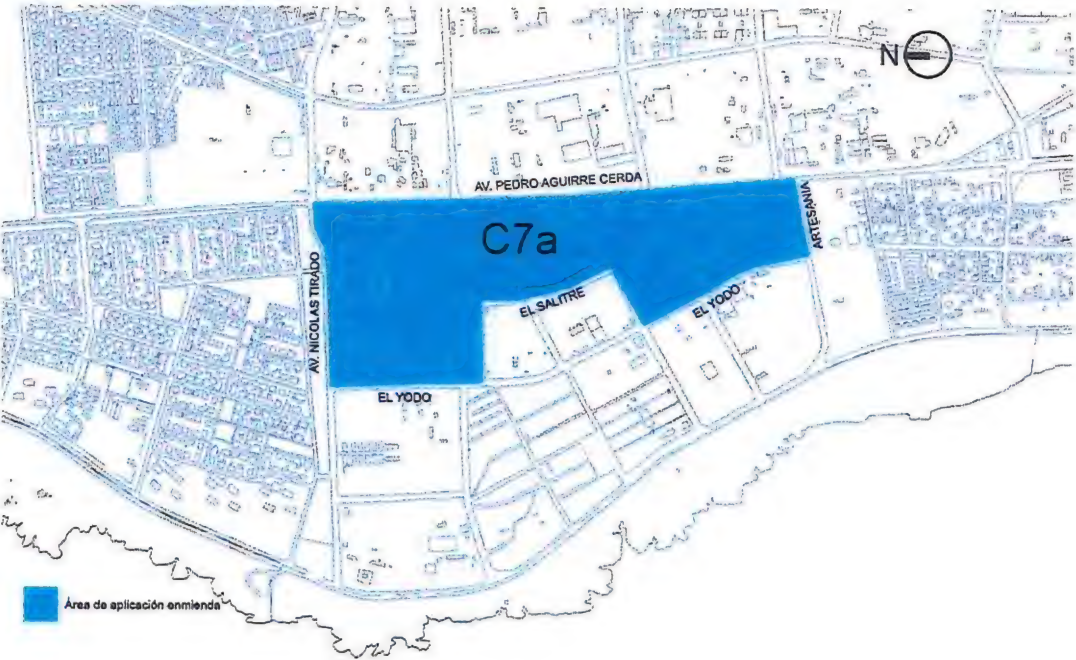 N
AV. PEDRO AGUIRRE CERDA
C7a
ARTESANIA
AV. NICOLAS TIRADO
EL SALITRE
EL YODO
EL YODO
Área de aplicación enmienda